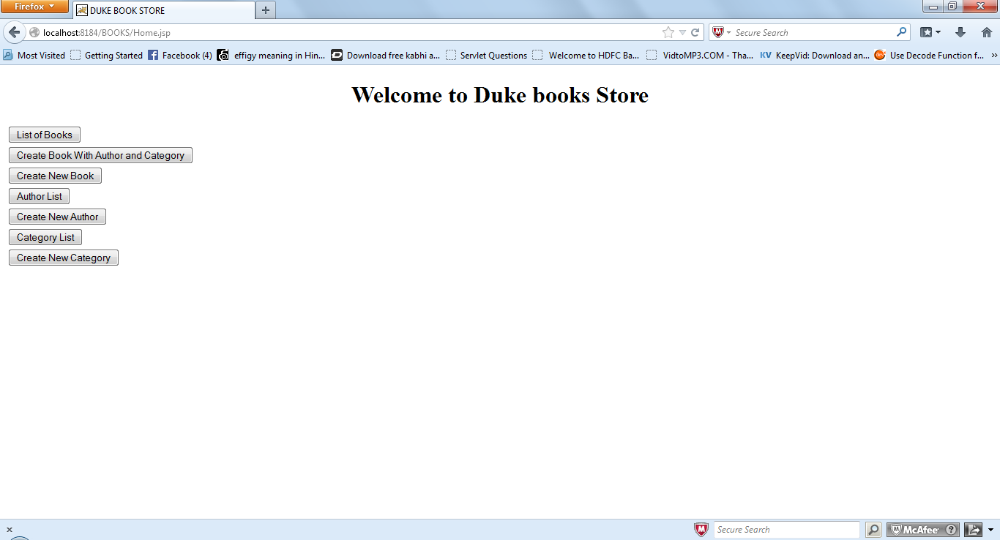 Firefox
DUKE BOOK STORE
localhost:8184/BOOKS/Home.jsp
Secure Search
Most Visited Getting Started Facebook (4) effigy meaning in Hin... Download free kabhi a... Servlet Questions Welcome to HDFC Ba... VidtoMP3.COM - Tha... KV KeepVid: Download an... dev Use Decode Function f... »
Welcome to Duke books Store
List of Books
Create Book With Author and Category
Create New Book
Author List
Create New Author
Category List
Create New Category
x Secure Search McAfee ?